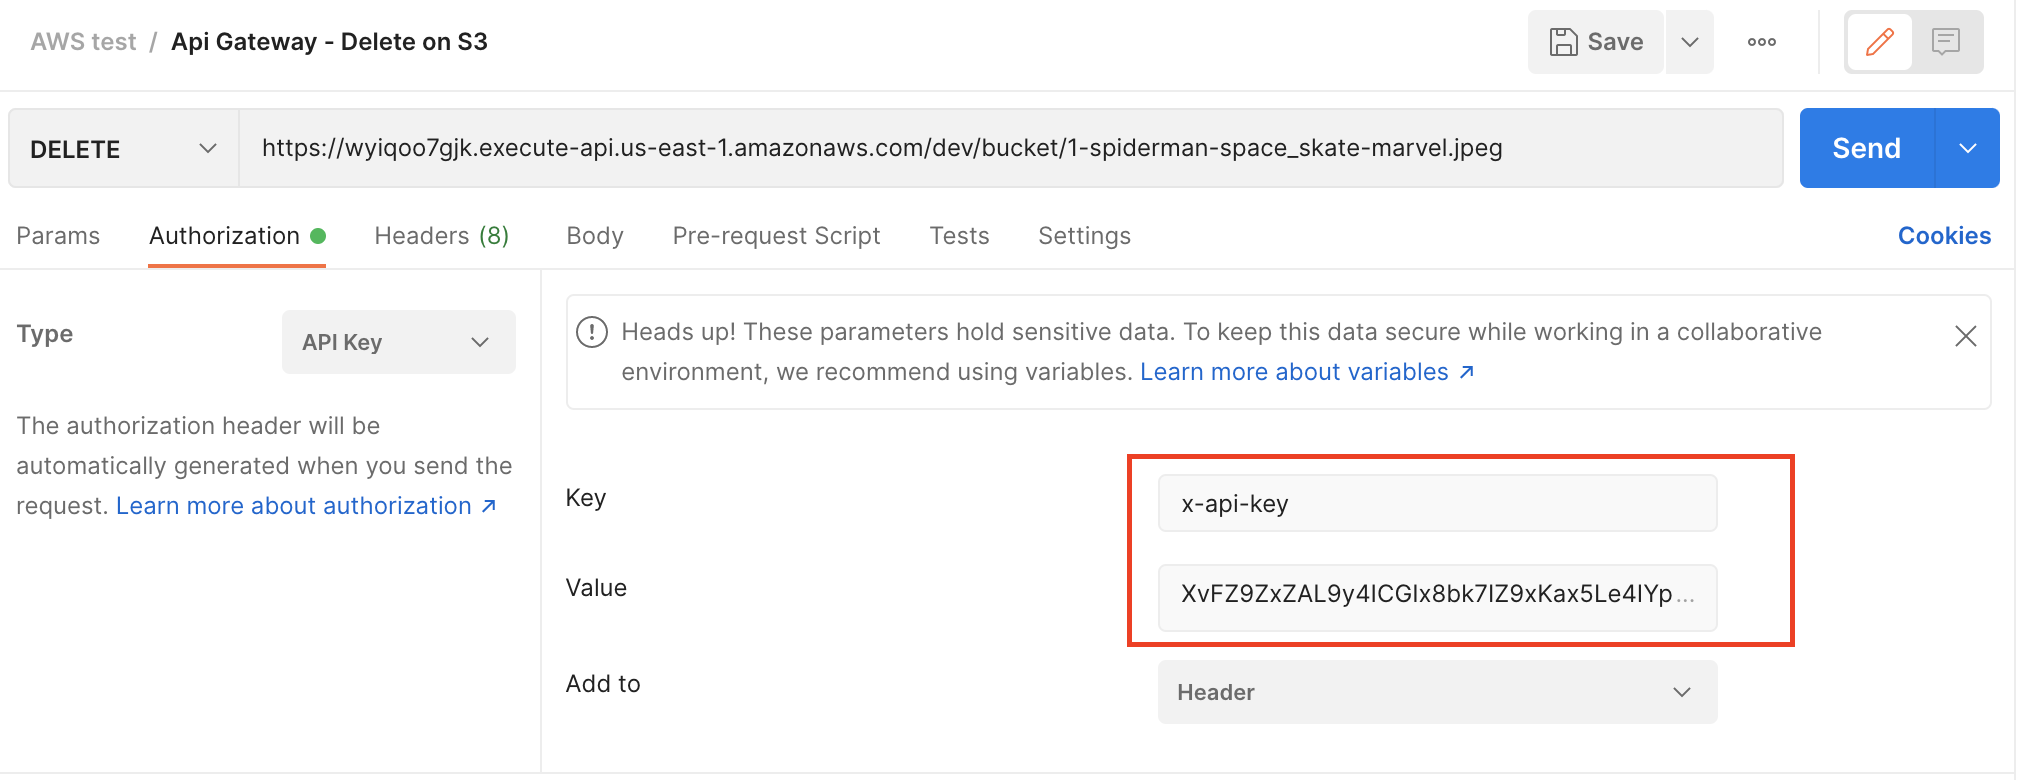 AWS test / Api Gateway - Delete on S3
Save
DELETE
https://wyiqoo7gjk.execute-api.us-east-1.amazonaws.com/dev/bucket/1-spiderman-space_skate-marvel.jpeg
Send
Params
Authorization
Headers (8)
Body
Pre-request Script
Tests
Settings
Cookies
Type
API Key
The authorization header will be
automatically generated when you send the
request. Learn more about authorization ↗
Heads up! These parameters hold sensitive data. To keep this data secure while working in a collaborative
environment, we recommend using variables. Learn more about variables ↗
Key
x-api-key
Value
XvFZ9ZxZAL9y4ICGIx8bk7IZ9xKax5Le4IYp...
Add to
Header